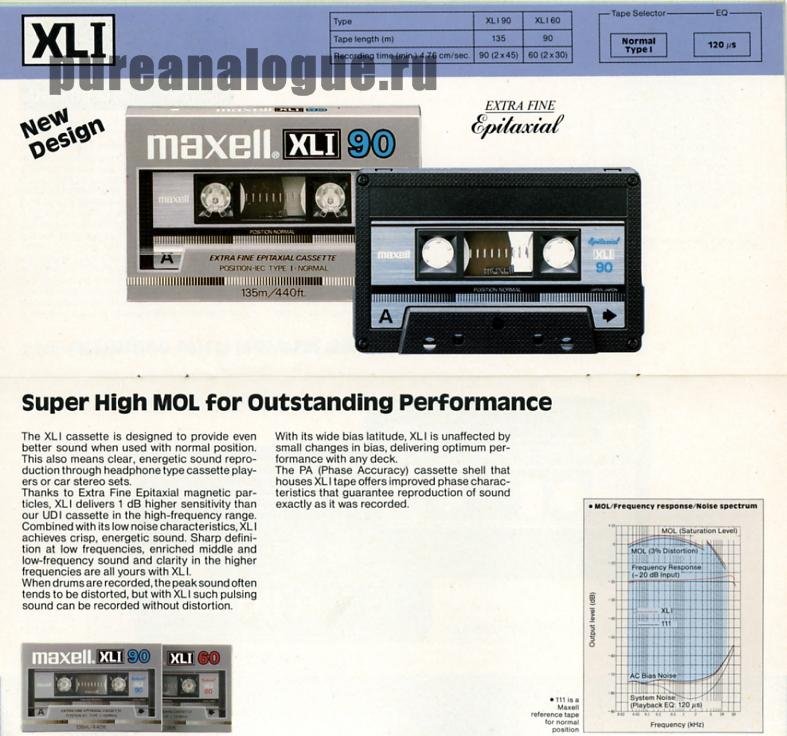 XLI
Type XLI 90 XLI 60
Tape length (m) 135 90
Recording time (min) 4.76 cm/sec. 90 (2 x 45) 60 (2 x 30)
Tape Selector EQ
Normal
Type I
120 µs
pureanalogue.ru
New
Design
EXTRA FINE
Epitaxial
maxell XLI 90
maxell
POSITION NORMAL
A
EXTRA FINE EPITAXIAL CASSETTE
POSITION·IEC TYPE I·NORMAL
135m/440ft.
maxell
Epitaxial
XLI
90
maxell
POSITION NORMAL
A
Super High MOL for Outstanding Performance
The XLI cassette is designed to provide even
better sound when used with normal position.
This also means clear, energetic sound repro-
duction through headphone type cassette play-
ers or car stereo sets.
Thanks to Extra Fine Epitaxial magnetic par-
ticles, XLI delivers 1 dB higher sensitivity than
our UDI cassette in the high-frequency range.
Combined with its low noise characteristics, XLI
achieves crisp, energetic sound. Sharp defini-
tion at low frequencies, enriched middle and
low-frequency sound and clarity in the higher
frequencies are all yours with XLI.
When drums are recorded, the peak sound often
tends to be distorted, but with XLI such pulsing
sound can be recorded without distortion.
With its wide bias latitude, XLI is unaffected by
small changes in bias, delivering optimum per-
formance with any deck.
The PA (Phase Accuracy) cassette shell that
houses XLI tape offers improved phase charac-
teristics that guarantee reproduction of sound
exactly as it was recorded.
• MOL/Frequency response/Noise spectrum
MOL (Saturation Level)
MOL (3% Distortion)
Frequency Response
(-20 dB Input)
XLI
111
AC Bias Noise
System Noise
(Playback EQ: 120 µs)
Output level (dB)
Frequency (kHz)
• 111 is a
Maxell
reference tape
for normal
position
maxell XLI 90
XLI 60
90
60
A